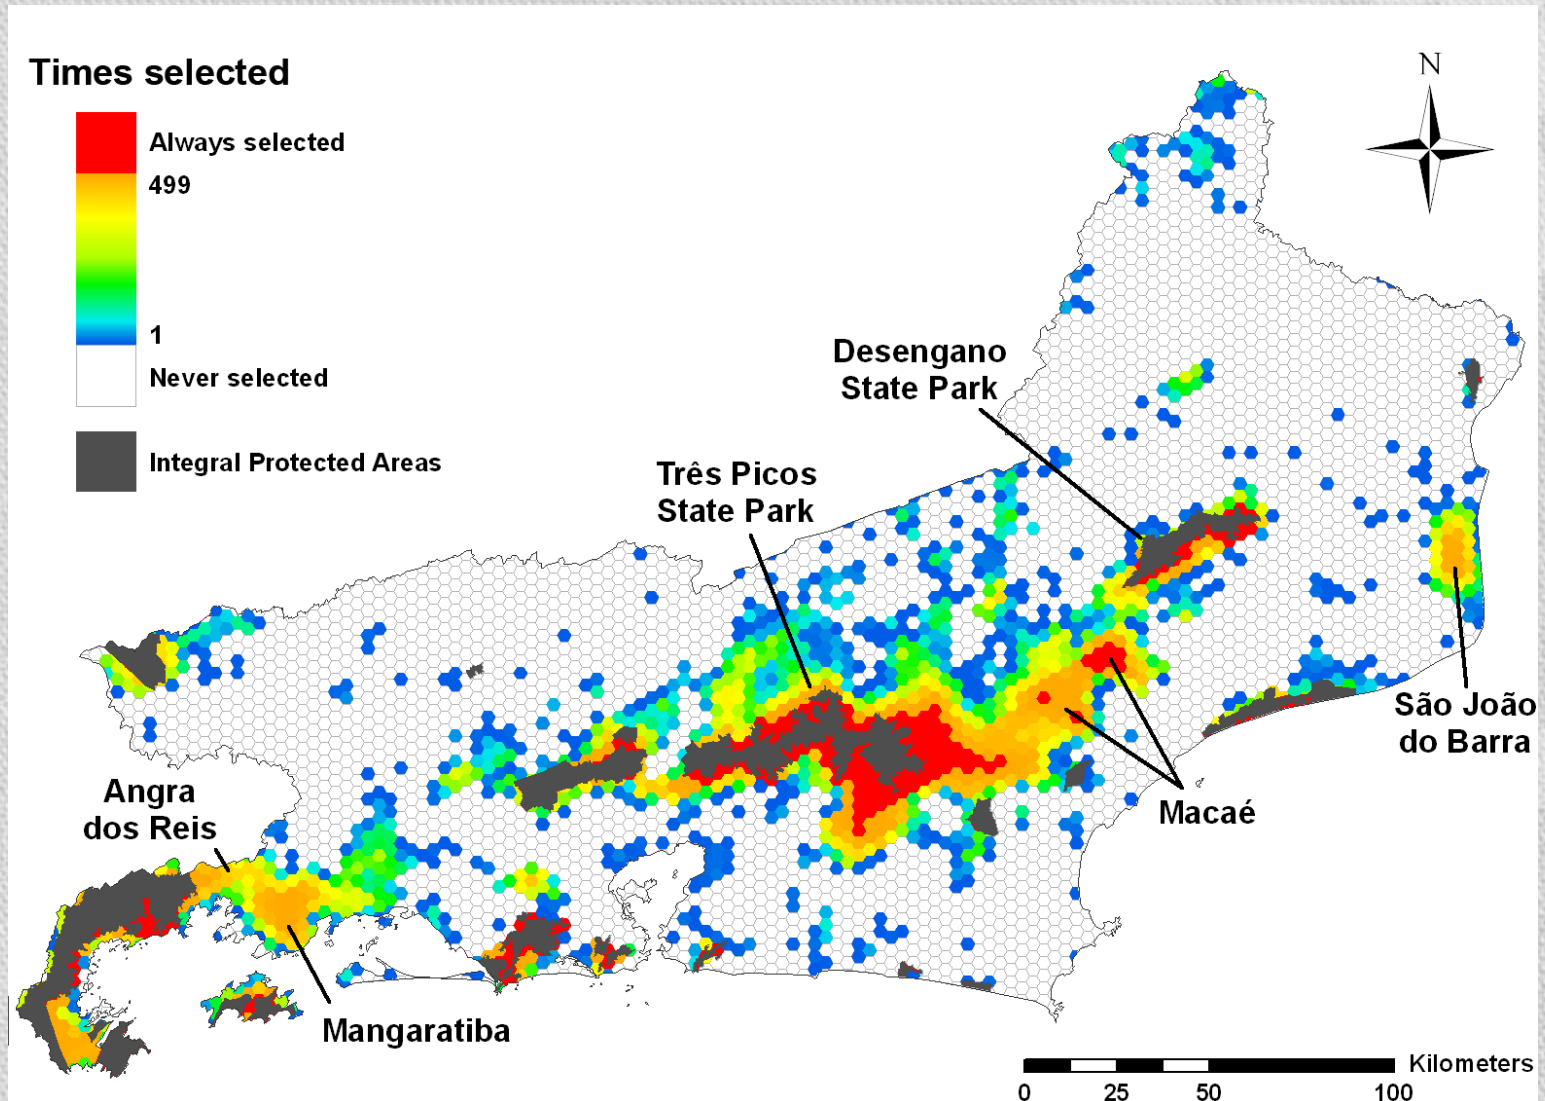 Times selected
Always selected
499
1
Never selected
Integral Protected Areas
N
Desengano
State Park
Três Picos
State Park
São João
do Barra
Macaé
Angra
dos Reis
Mangaratiba
Kilometers
0 25 50 100